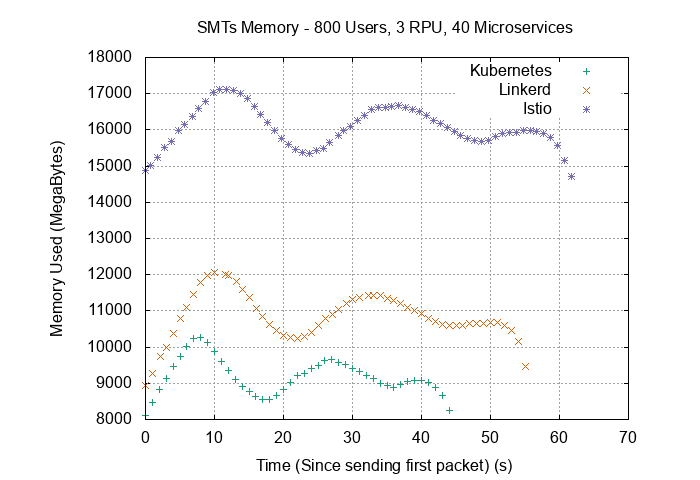 SMTs Memory - 800 Users, 3 RPU, 40 Microservices
18000
17000
16000
15000
14000
13000
12000
11000
10000
9000
8000
Memory Used (MegaBytes)
Kubernetes
Linkerd
Istio
0 10 20 30 40 50 60 70
Time (Since sending first packet) (s)